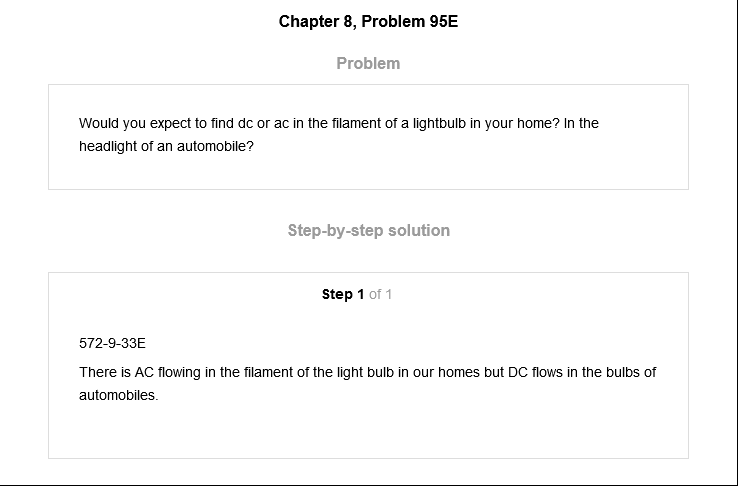 Chapter 8, Problem 95E
Problem
Would you expect to find dc or ac in the filament of a lightbulb in your home? In the
headlight of an automobile?
Step-by-step solution
Step 1 of 1
572-9-33E
There is AC flowing in the filament of the light bulb in our homes but DC flows in the bulbs of
automobiles.